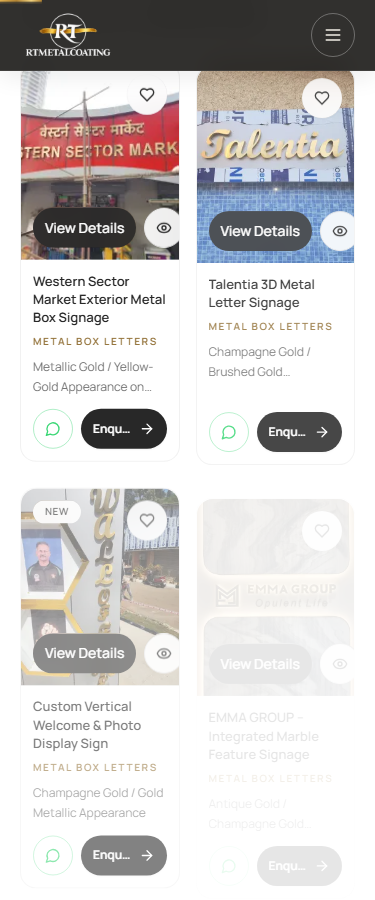 RT
RTMETALCOATING
वेस्टर्न सेक्टर मार्केट
STERN SECTOR MARK
View Details
Talentia
View Details
Western Sector
Market Exterior Metal
Box Signage
METAL BOX LETTERS
Metallic Gold / Yellow-
Gold Appearance on...
Enqu...
Talentia 3D Metal
Letter Signage
METAL BOX LETTERS
Champagne Gold /
Brushed Gold...
Enqu...
NEW
View Details
EMMA GROUP
Opulent Life
View Details
Custom Vertical
Welcome & Photo
Display Sign
METAL BOX LETTERS
Champagne Gold / Gold
Metallic Appearance
Enqu...
EMMA GROUP -
Integrated Marble
Feature Signage
METAL BOX LETTERS
Antique Gold /
Champagne Gold...
Enqu...